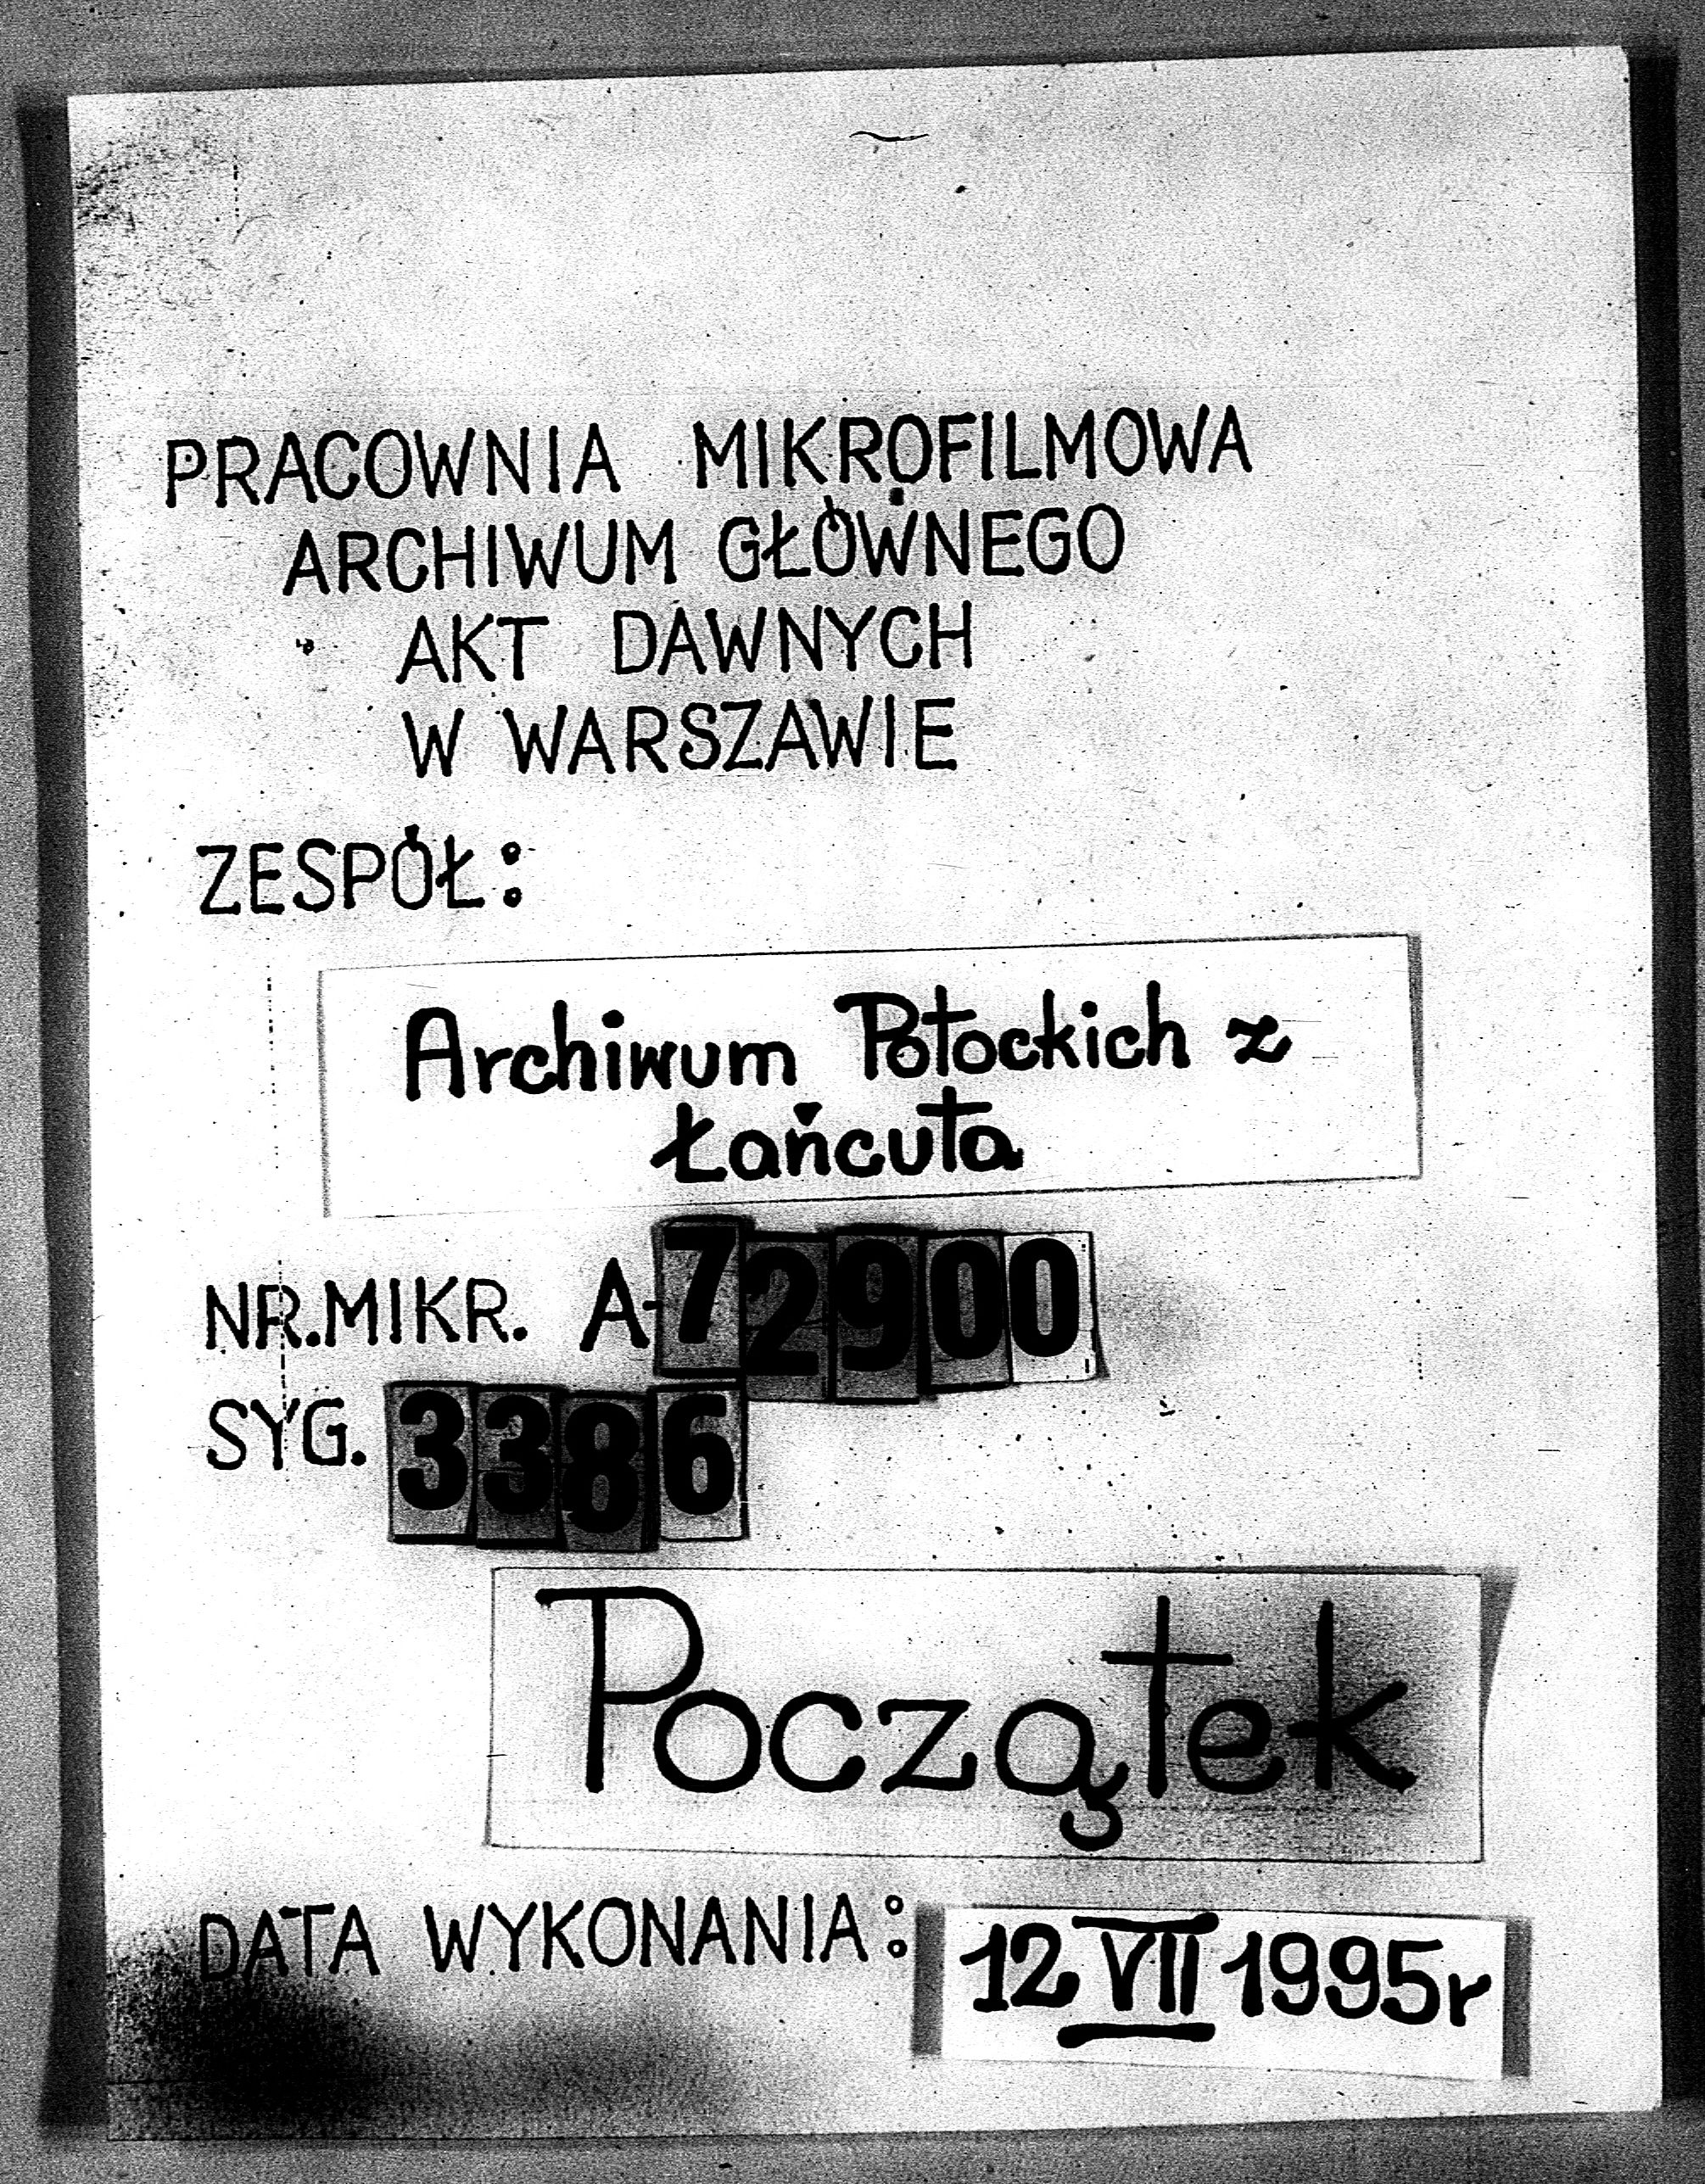 PRACOWNIA MIKROFILMOWA
ARCHIWUM GŁÓWNEGO
AKT DAWNYCH
W WARSZAWIE
ZESPÓŁ:
Archiwum Potockich z
Łańcuta
NR.MIKR. A-72900
SYG. 3386
Początek
DATA WYKONANIA: 12 VII 1995r